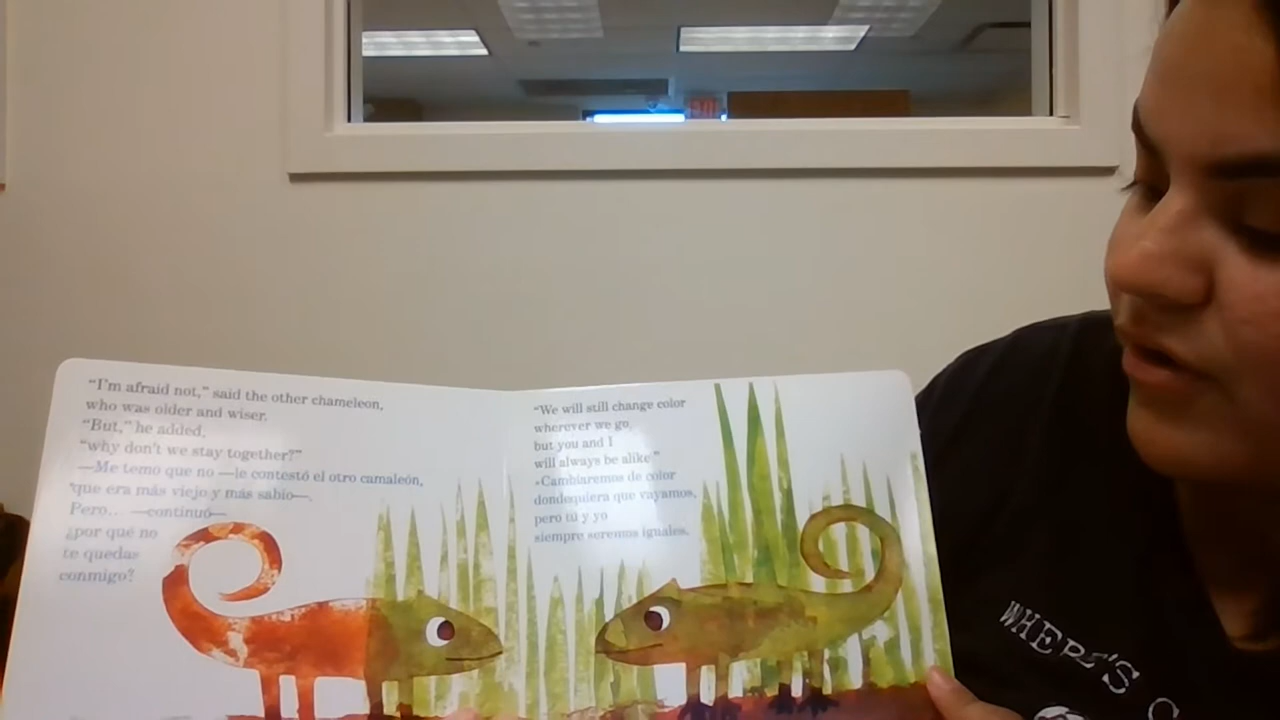 EXIT
"I'm afraid not," said the other chameleon,
who was older and wiser.
"But," he added,
"why don't we stay together?"
—Me temo que no —le contestó el otro camaleón,
que era más viejo y más sabio—.
Pero... —continuó—
¿por qué no
te quedas
conmigo?
"We will still change color
wherever we go,
but you and I
will always be alike."
»Cambiaremos de color
dondequiera que vayamos,
pero tú y yo
siempre seremos iguales.
WHERE'S